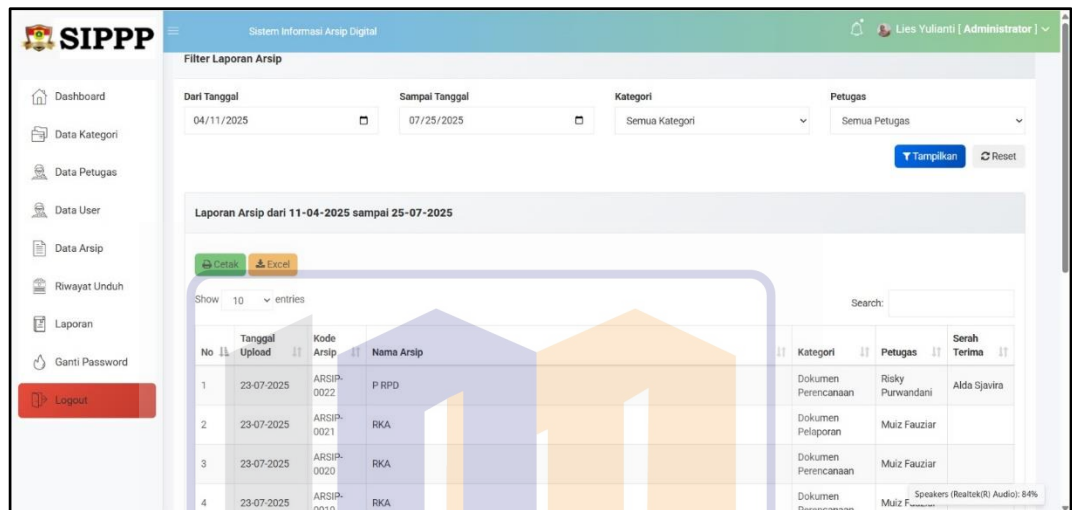 SIPPP
Sistem Informasi Arsip Digital
Lies Yulianti [ Administrator ]
Dashboard
Data Kategori
Data Petugas
Data User
Data Arsip
Riwayat Unduh
Laporan
Ganti Password
Logout
Filter Laporan Arsip
Dari Tanggal Sampai Tanggal Kategori Petugas
04/11/2025 07/25/2025 Semua Kategori Semua Petugas
Tampilkan Reset
Laporan Arsip dari 11-04-2025 sampai 25-07-2025
Cetak Excel
Show 10 entries Search:
No Tanggal Upload Kode Arsip Nama Arsip Kategori Petugas Serah Terima
1 23-07-2025 ARSIP-0022 P RPD Dokumen Perencanaan Risky Purwandani Alda Sjavira
2 23-07-2025 ARSIP-0021 RKA Dokumen Pelaporan Muiz Fauziar
3 23-07-2025 ARSIP-0020 RKA Dokumen Perencanaan Muiz Fauziar
4 23-07-2025 ARSIP- RKA Dokumen Muiz
Speakers (Realtek(R) Audio): 84%